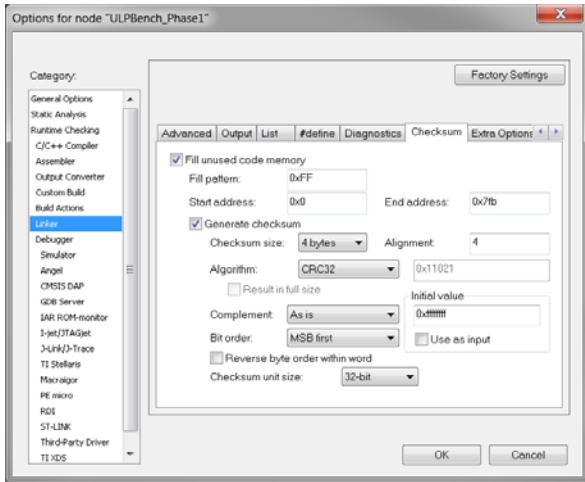 Options for node "ULPBench_Phase1"
Category:
Factory Settings
General Options
Static Analysis
Runtime Checking
C/C++ Compiler
Assembler
Output Converter
Custom Build
Build Actions
Linker
Debugger
Simulator
Angel
CMSIS DAP
GDB Server
IAR ROM-monitor
I-jet/JTAGjet
J-Link/J-Trace
TI Stellaris
Macraigor
PE micro
RDI
ST-LINK
Third-Party Driver
TI XDS
Advanced Output List #define Diagnostics Checksum Extra Options
Fill unused code memory
Fill pattern: 0xFF
Start address: 0x0 End address: 0x7fb
Generate checksum
Checksum size: 4 bytes Alignment: 4
Algorithm: CRC32 0x11021
Result in full size
Initial value
Complement: As is 0xffffffff
Bit order: MSB first Use as input
Reverse byte order within word
Checksum unit size: 32-bit
OK Cancel